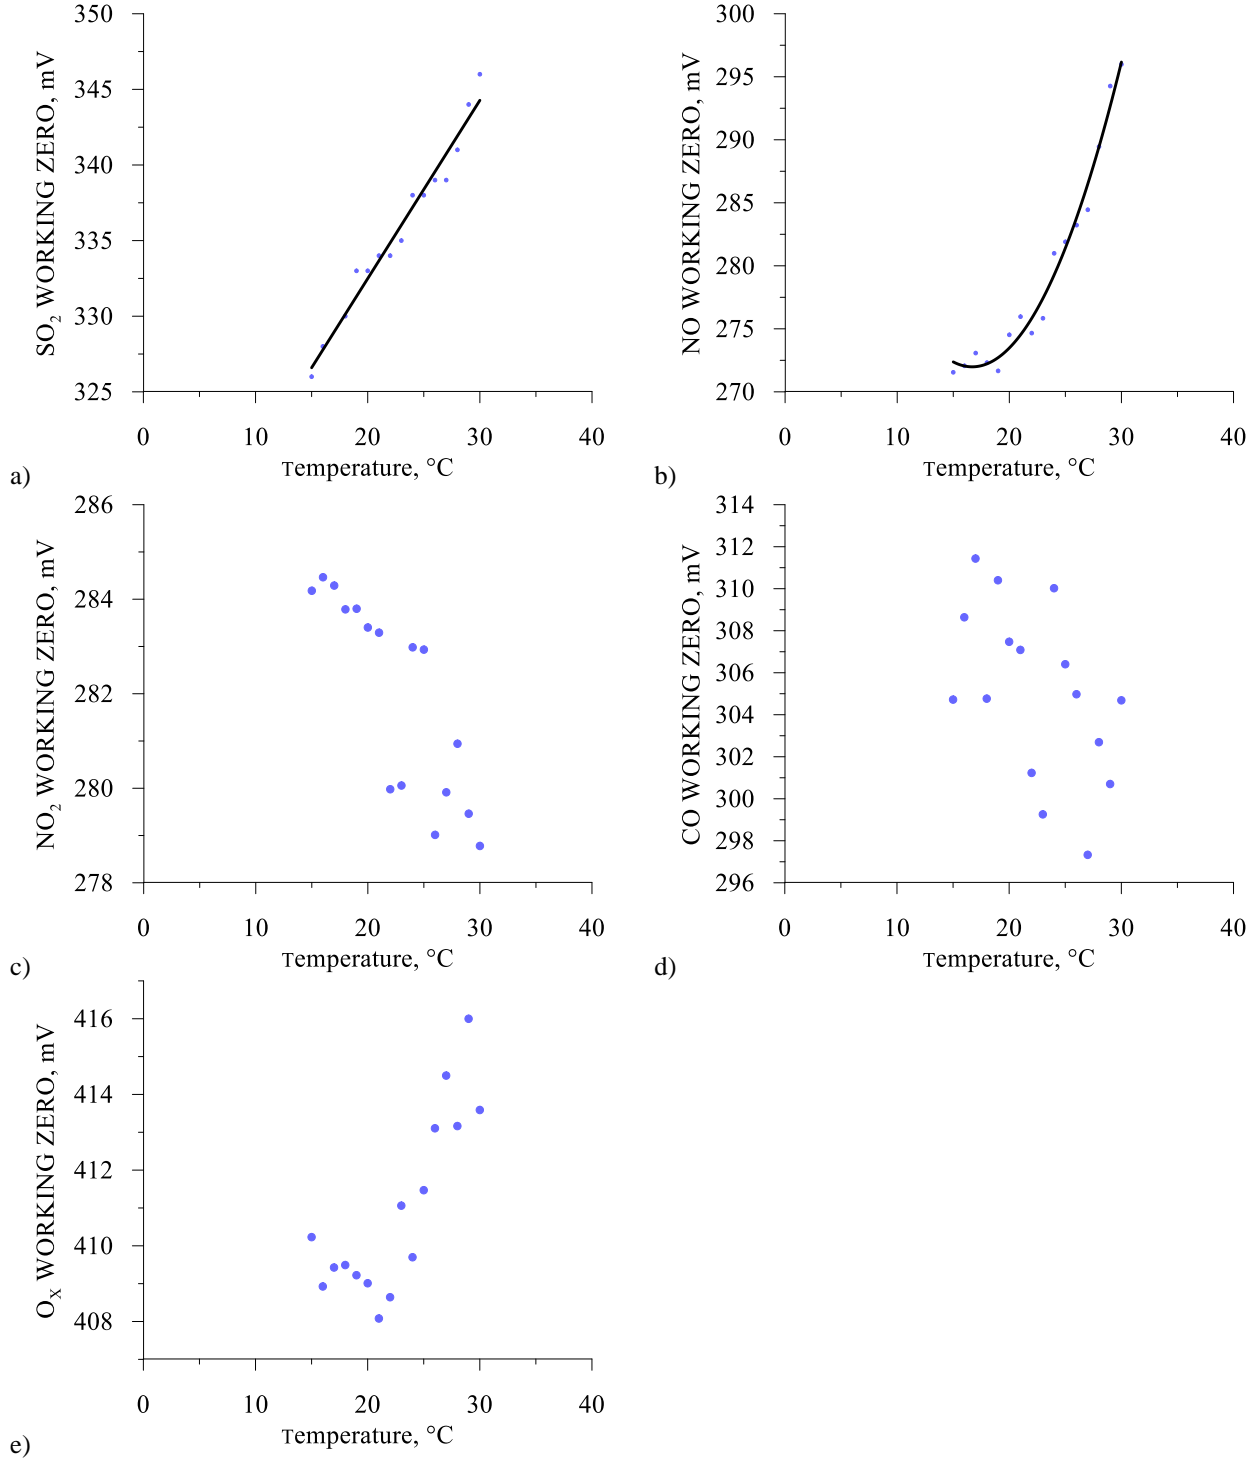 350
345
340
335
330
325
SO2 WORKING ZERO, mV
0 10 20 30 40
Temperature, °C
a)
300
295
290
285
280
275
270
NO WORKING ZERO, mV
0 10 20 30 40
Temperature, °C
b)
286
284
282
280
278
NO2 WORKING ZERO, mV
0 10 20 30 40
Temperature, °C
c)
314
312
310
308
306
304
302
300
298
296
CO WORKING ZERO, mV
0 10 20 30 40
Temperature, °C
d)
416
414
412
410
408
OX WORKING ZERO, mV
0 10 20 30 40
Temperature, °C
e)